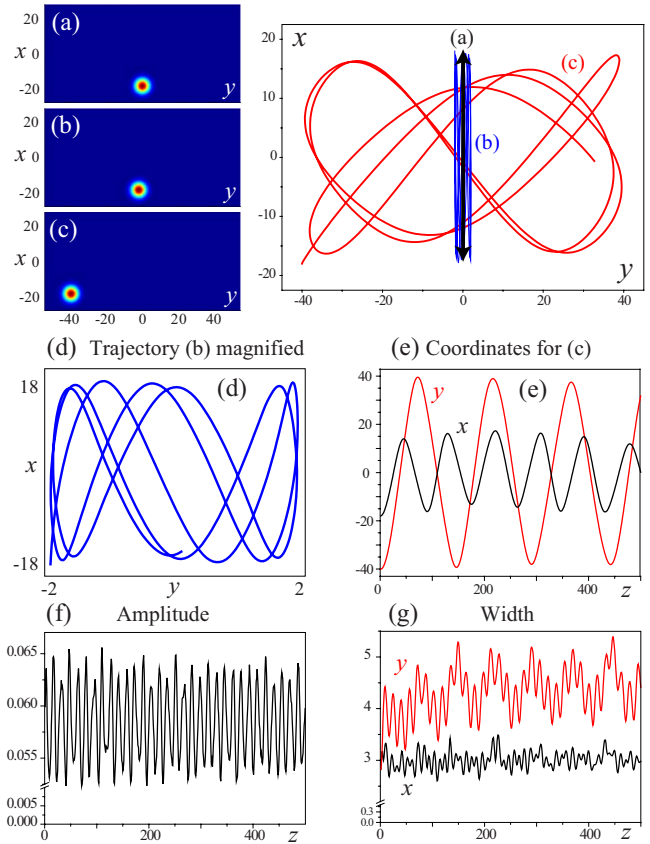 (a)
20
x 0
-20
y
(b)
20
x 0
-20
y
(c)
20
x 0
-20
y
-40 0 20 40
20
x
(a)
(c)
10
(b)
0
-10
-20
y
-40 -20 0 20 40
(d) Trajectory (b) magnified
18
(d)
x
-18
-2 y 2
(e) Coordinates for (c)
40
y
x
(e)
20
0
-20
-40
0 200 400 z
(f) Amplitude
0.065
0.060
0.055
0.005
0.000
0 200 400 z
(g) Width
5
y
4
3
x
0.3
0.0
0 200 400 z